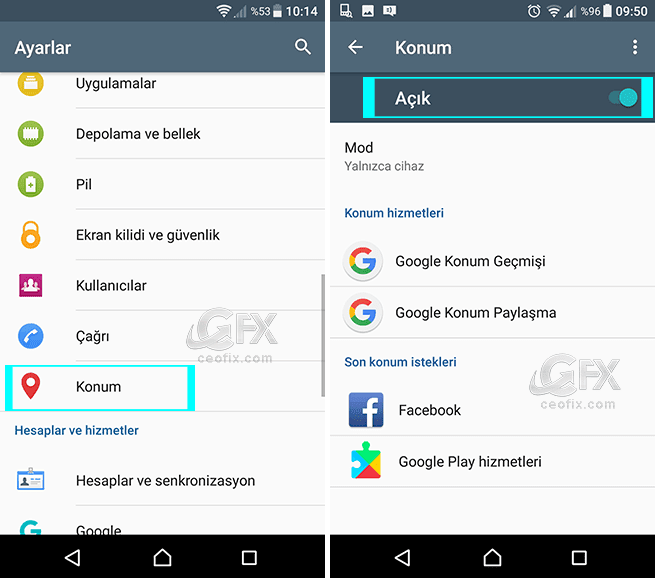 %53 10:14
Ayarlar
Uygulamalar
Depolama ve bellek
Pil
Ekran kilidi ve güvenlik
Kullanıcılar
Çağrı
Konum
Hesaplar ve hizmetler
Hesaplar ve senkronizasyon
Google
GFX
ceofix.com
%96 09:50
Konum
Açık
Mod
Yalnızca cihaz
Konum hizmetleri
Google Konum Geçmişi
Google Konum Paylaşma
Son konum istekleri
Facebook
Google Play hizmetleri
GFX
ceofix.com